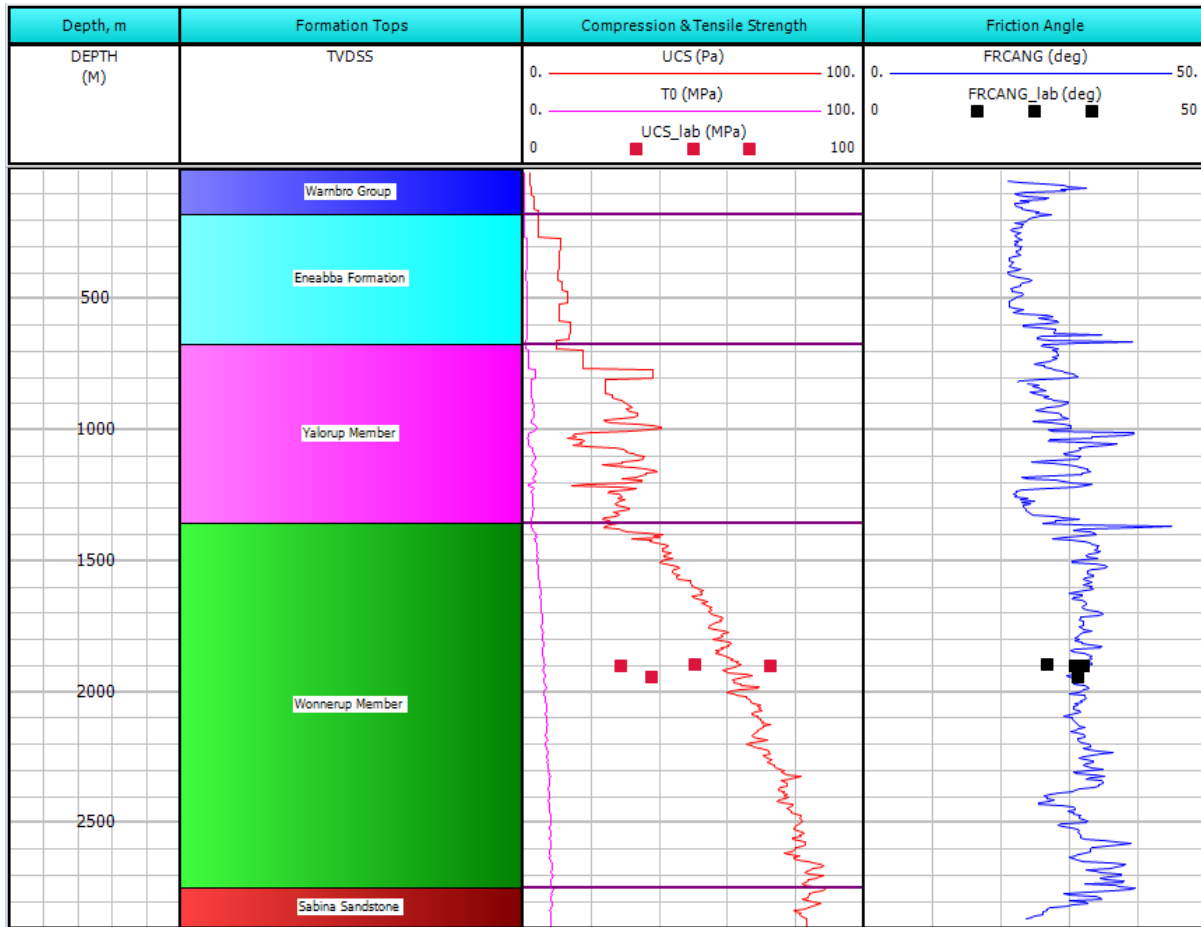 Depth, m
Formation Tops
Compression & Tensile Strength
Friction Angle
DEPTH
(M)
TVDSS
UCS (Pa)
0. 100.
T0 (MPa)
0. 100.
UCS_lab (MPa)
0 100
FRCANG (deg)
0. 50.
FRCANG_lab (deg)
0 50
Warnbro Group
Eneabba Formation
500
Yalorup Member
1000
1500
Wonnerup Member
2000
2500
Sabina Sandstone